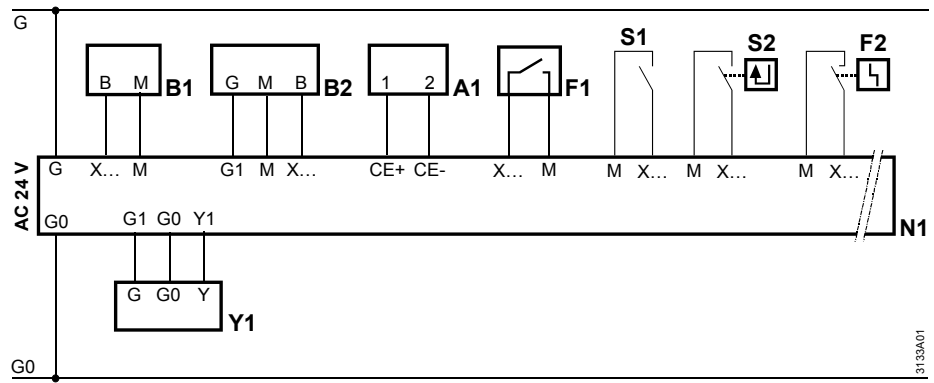 G
S1 S2 F2
B M B1 G M B B2 1 2 A1 F1
AC 24 V
G X... M G1 M X... CE+ CE- X... M M X... M X... M X...
G0 G1 G0 Y1
N1
G G0 Y
Y1
3133A01
G0